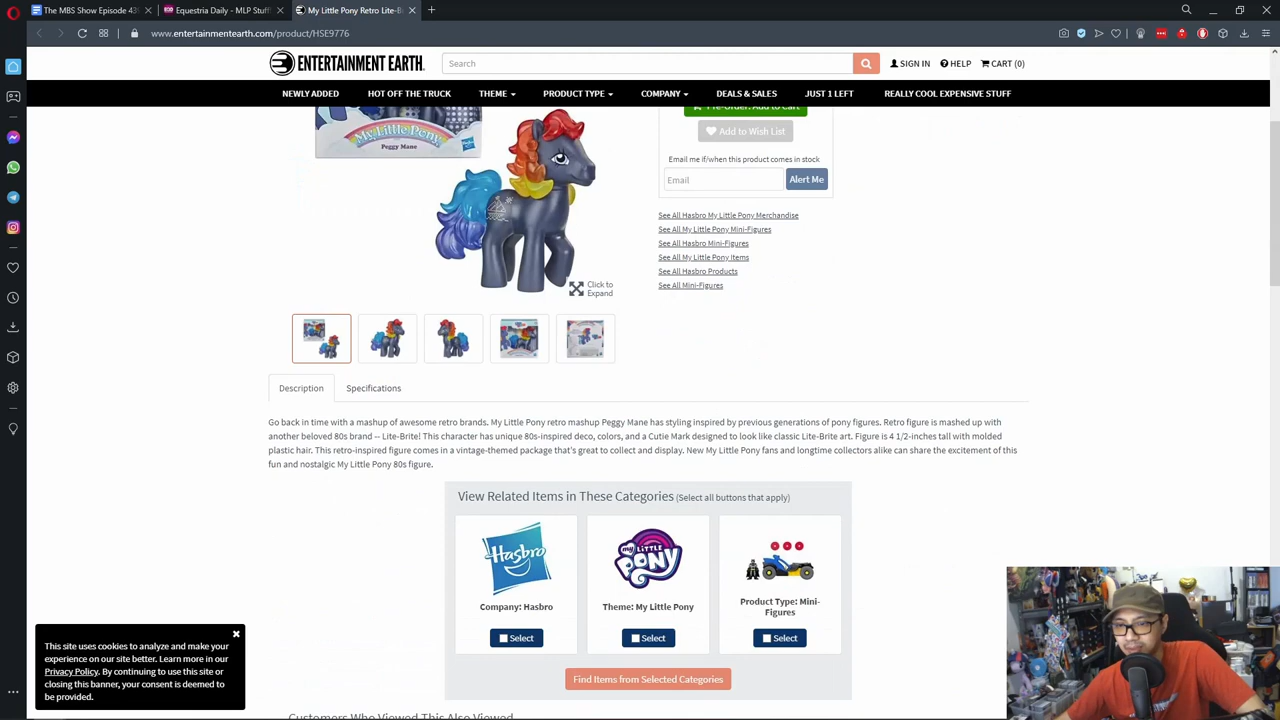 The MBS Show Episode 43
Equestria Daily - MLP Stuff
My Little Pony Retro Le-B
www.entertainmentearth.com/product/HSE9776
ENTERTAINMENT EARTH
Search
SIGN IN
HELP
CART (0)
NEWLY ADDED
HOT OFF THE TRUCK
THEME
PRODUCT TYPE
COMPANY
DEALS & SALES
JUST 1 LEFT
REALLY COOL EXPENSIVE STUFF
Pre-Order: Add to Cart
Add to Wish List
Email me if/when this product comes in stock
Email
Alert Me
My Little Pony
Peggy Mane
Hasbro
Click to
Expand
See All Hasbro My Little Pony Merchandise
See All My Little Pony Mini-Figures
See All Hasbro Mini-Figures
See All My Little Pony Items
See All Hasbro Products
See All Mini-Figures
Description
Specifications
Go back in time with a mashup of awesome retro brands. My Little Pony retro mashup Peggy Mane has styling inspired by previous generations of pony figures. Retro figure is mashed up with
another beloved 80s brand -- Lite-Brite! This character has unique 80s-inspired deco, colors, and a Cutie Mark designed to look like classic Lite-Brite art. Figure is 4 1/2-inches tall with molded
plastic hair. This retro-inspired figure comes in a vintage-themed package that's great to collect and display. New My Little Pony fans and longtime collectors alike can share the excitement of this
fun and nostalgic My Little Pony 80s figure.
View Related Items in These Categories (Select all buttons that apply)
Hasbro
my little PONY
Company: Hasbro
Theme: My Little Pony
Product Type: Mini-
Figures
Select
Select
Select
Find Items from Selected Categories
This site uses cookies to analyze and make your
experience on our site better. Learn more in our
Privacy Policy. By continuing to use this site or
closing this banner, your consent is deemed to
be provided.
Customers Who Viewed This Also Viewed